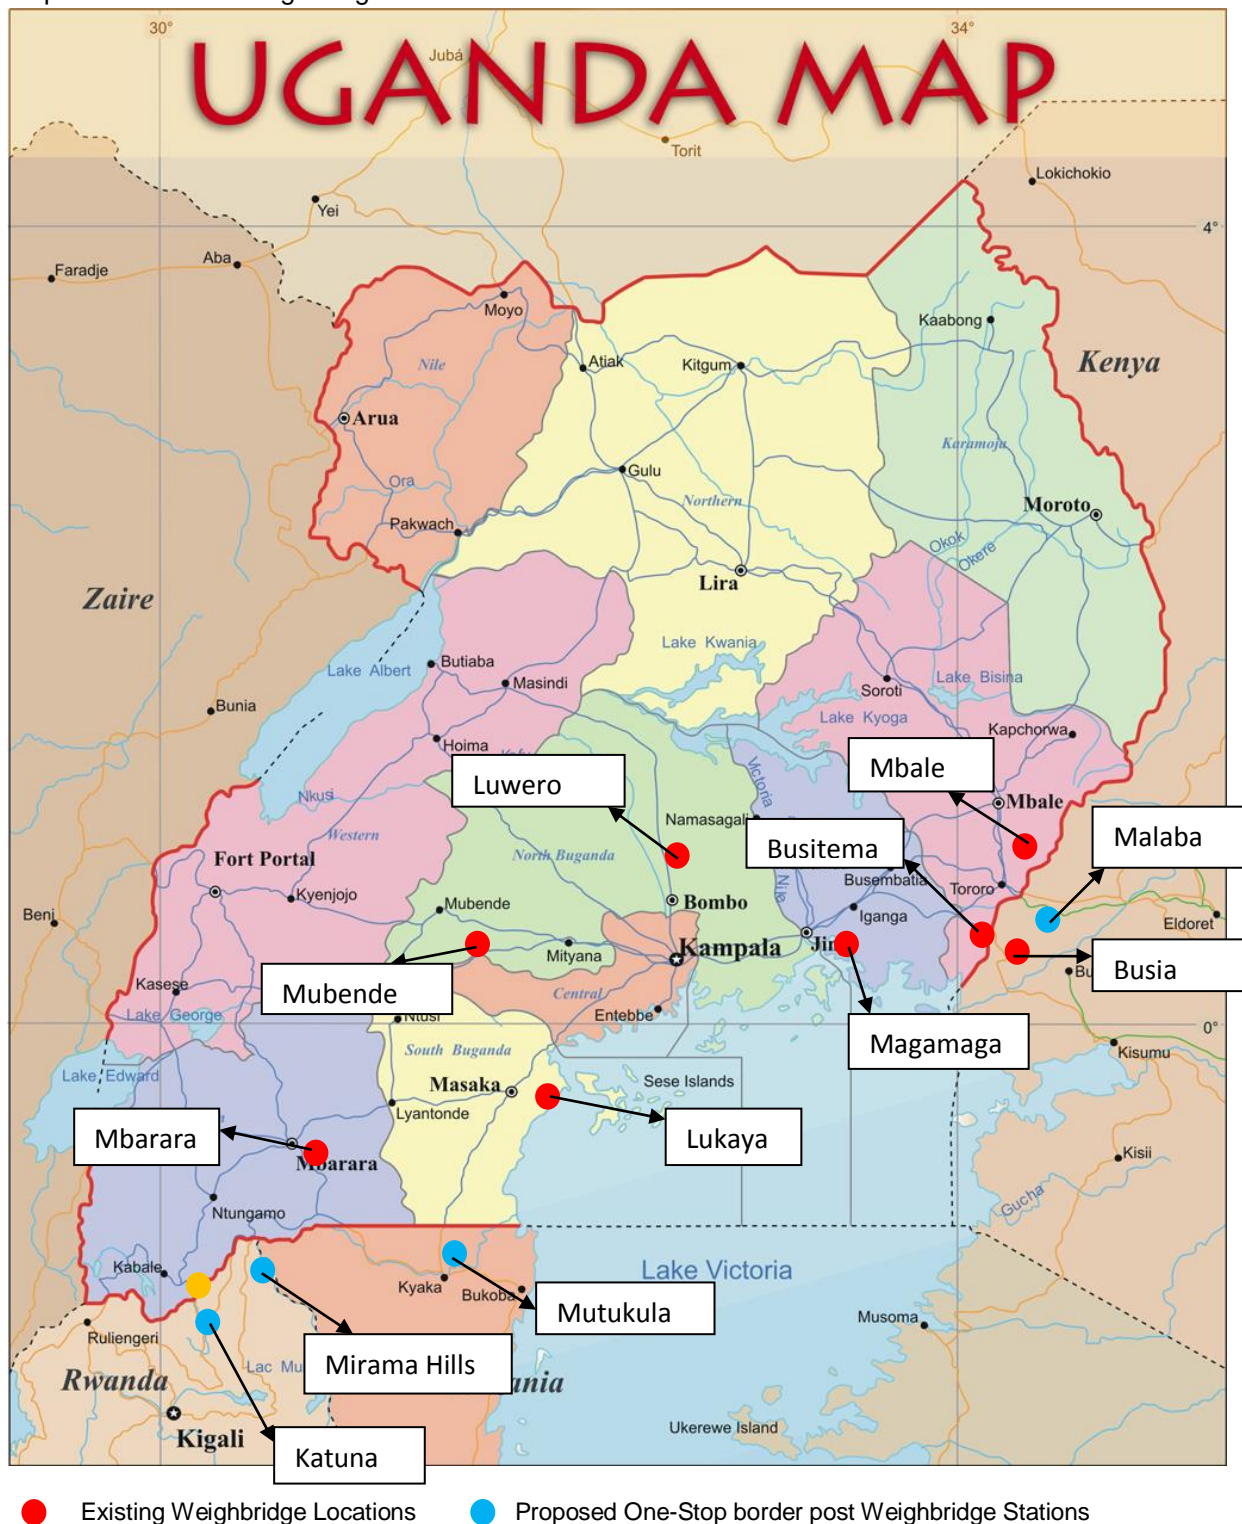 30°
34°
UGANDA MAP
Jubá
Torit
Lokichokio
Yei
4°
Aba
Faradje
Moyo
Kaabong
Atiak
Kitgum
Kenya
Nile
Arua
Karamoja
Gulu
Ora
Northern
Moroto
Pakwach
Okok
Okere
Lira
Zaire
Lake Kwania
Lake Albert
Butiaba
Masindi
Soroti
Lake Bisina
Bunia
Lake Kyoga
Kapchorwa
Hoima
Victoria
Mbale
Luwero
Nkusi
Mbale
Namasagali
Malaba
Western
North Buganda
Busitema
Fort Portal
Nile
Busembatia
Tororo
Kyenjojo
Mubende
Bombo
Iganga
Beni
Eldoret
Kampala
Mityana
Busia
Kasese
Mubende
Central
Lake George
Ntusi
Entebbe
0°
Magamaga
South Buganda
Kisumu
Lake Edward
Masaka
Sese Islands
Lyantonde
Mbarara
Lukaya
Kisii
Mbarara
Gucha
Ntungamo
Kabale
Lake Victoria
Kyaka
Bukoba
Mutukula
Musoma
Ruliengeri
Mirama Hills
Lac
Rwanda
Ukerewe Island
Kigali
Katuna
Existing Weighbridge Locations
Proposed One-Stop border post Weighbridge Stations